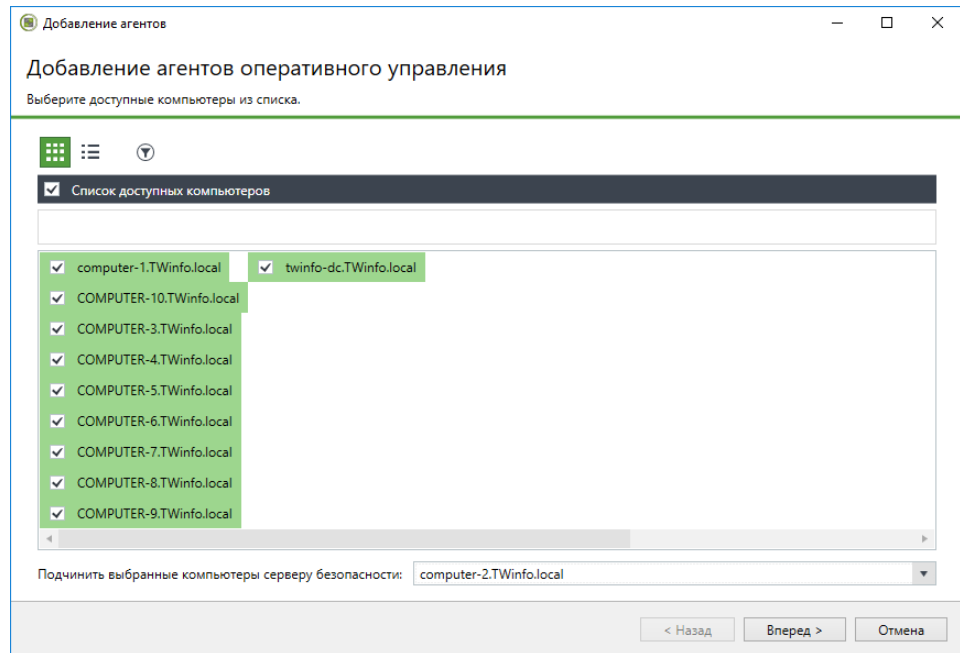 Добавление агентов
Добавление агентов оперативного управления
Выберите доступные компьютеры из списка.
Список доступных компьютеров
computer-1.TWinfo.local
twinfo-dc.TWinfo.local
COMPUTER-10.TWinfo.local
COMPUTER-3.TWinfo.local
COMPUTER-4.TWinfo.local
COMPUTER-5.TWinfo.local
COMPUTER-6.TWinfo.local
COMPUTER-7.TWinfo.local
COMPUTER-8.TWinfo.local
COMPUTER-9.TWinfo.local
Подчинить выбранные компьютеры серверу безопасности: computer-2.TWinfo.local
< Назад Вперед > Отмена